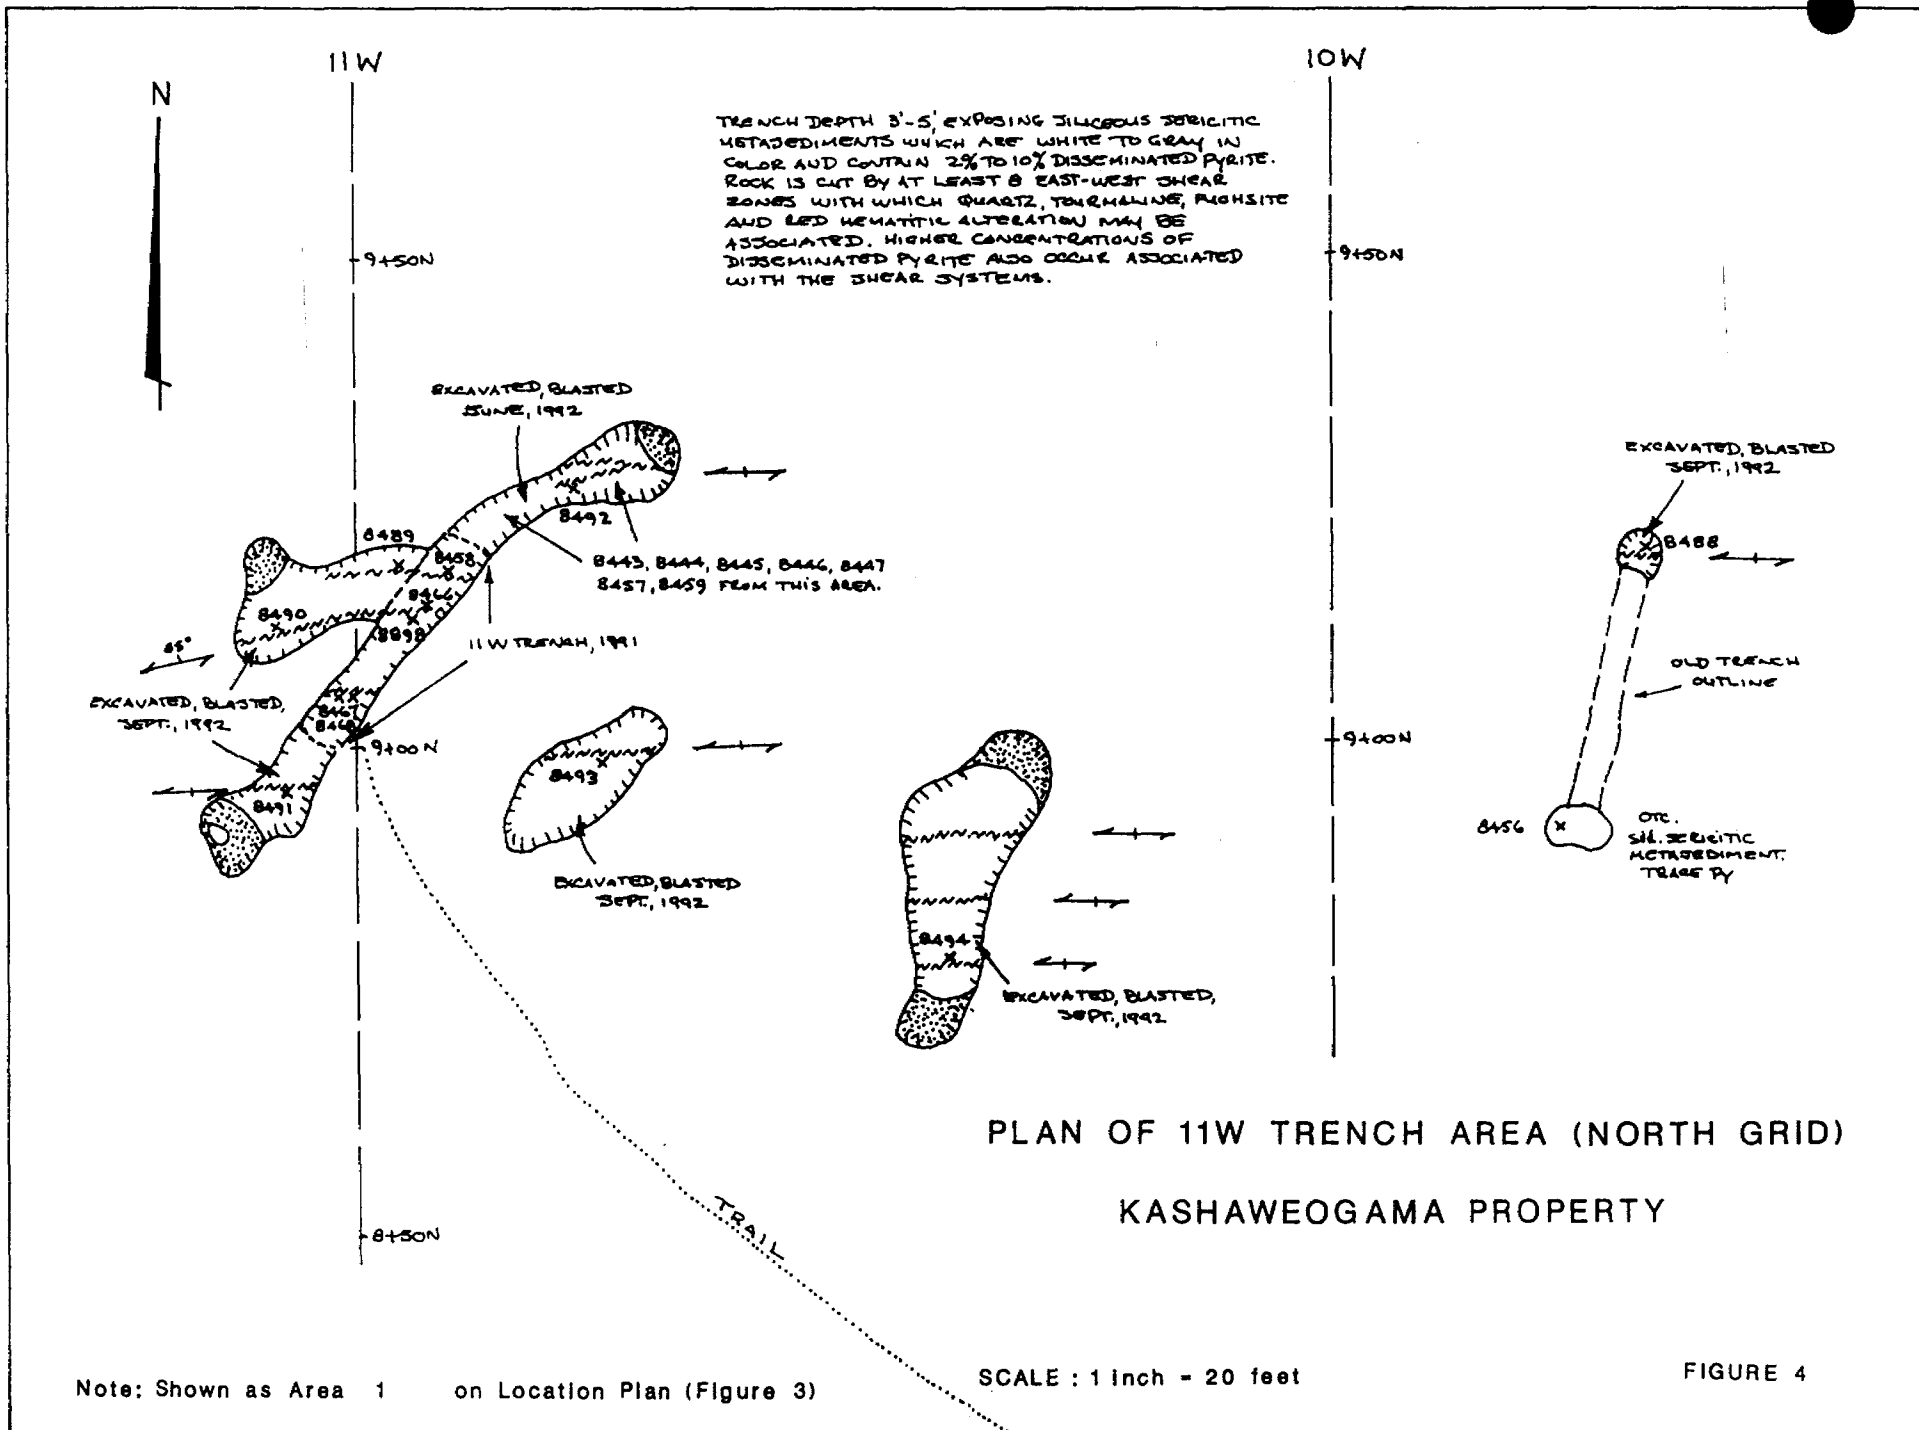 11W
10W
N
TRENCH DEPTH 3'-5', EXPOSING SILICEOUS SERICITIC
METASEDIMENTS WHICH ARE WHITE TO GRAY IN
COLOR AND CONTAIN 2% TO 10% DISSEMINATED PYRITE.
ROCK IS CUT BY AT LEAST 8 EAST-WEST SHEAR
ZONES WITH WHICH QUARTZ, TOURMALINE, FUCHSITE
AND RED HEMATITIC ALTERATION MAY BE
ASSOCIATED. HIGHER CONCENTRATIONS OF
DISSEMINATED PYRITE ALSO OCCUR ASSOCIATED
WITH THE SHEAR SYSTEMS.
9+50N
9+50N
EXCAVATED, BLASTED
JUNE, 1992
EXCAVATED, BLASTED
SEPT., 1992
8492
8489
8458
8488
8443, 8444, 8445, 8446, 8447
8457, 8459 FROM THIS AREA.
8466
8490
8898
85°
11W TRENCH, 1991
OLD TRENCH
OUTLINE
EXCAVATED, BLASTED,
SEPT., 1992
8467
8468
9+00N
9+00N
8493
8491
8456
OTC.
SIL. SERICITIC
METASEDIMENT.
TRACE PY
EXCAVATED, BLASTED
SEPT., 1992
8494
EXCAVATED, BLASTED,
SEPT., 1992
PLAN OF 11W TRENCH AREA (NORTH GRID)
KASHAWEOGAMA PROPERTY
TRAIL
8+50N
Note: Shown as Area 1 on Location Plan (Figure 3)
SCALE : 1 inch = 20 feet
FIGURE 4